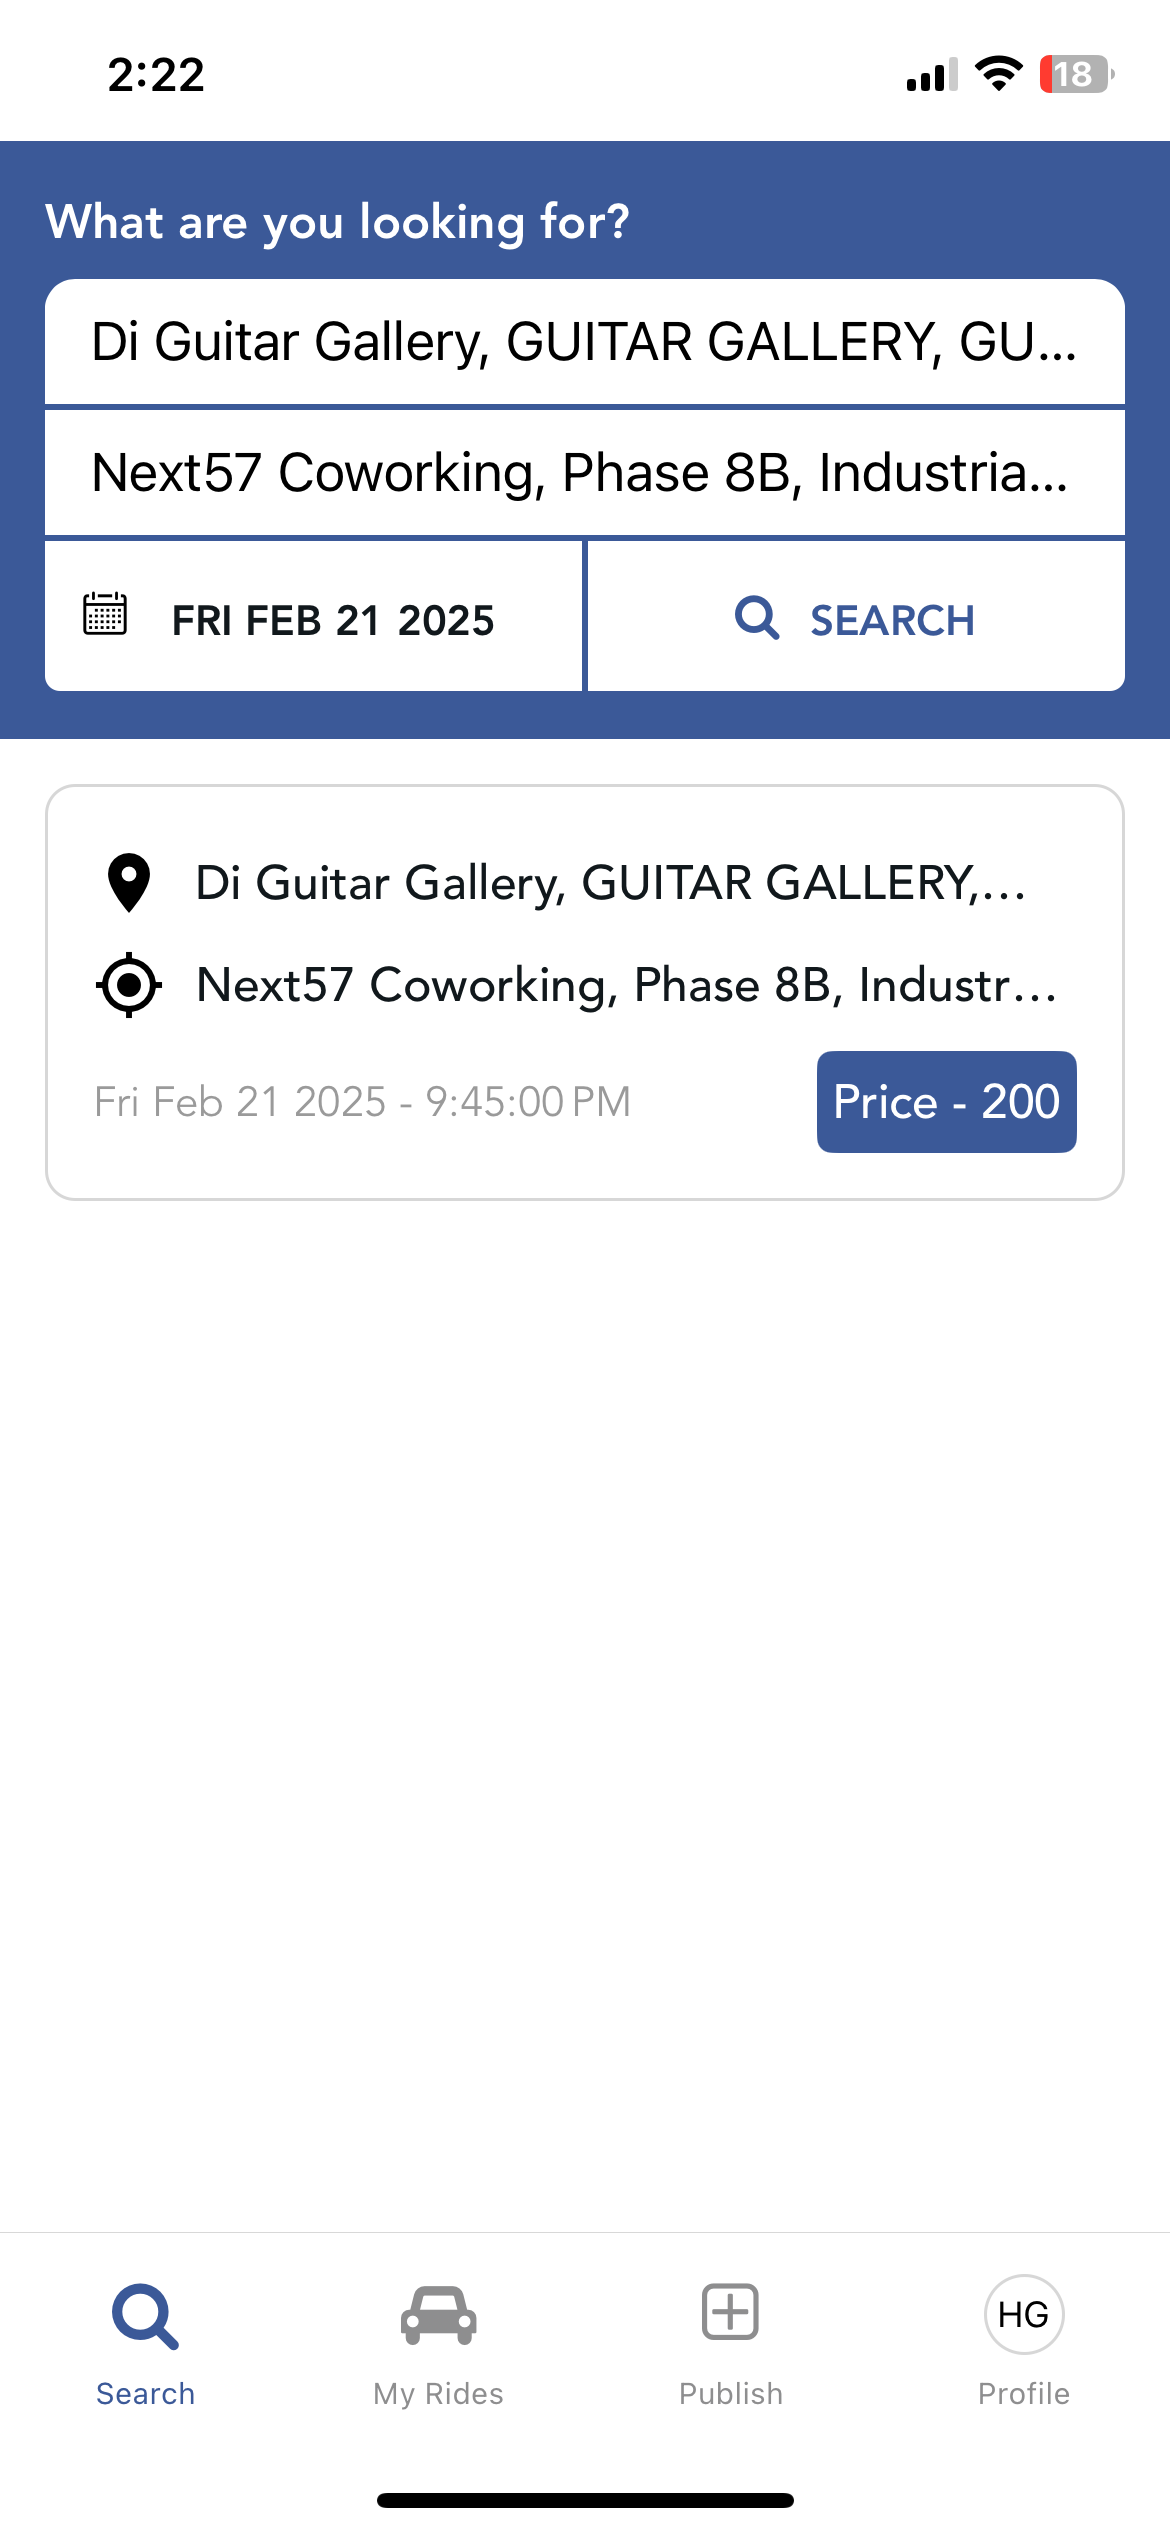 2:22
18
What are you looking for?
Di Guitar Gallery, GUITAR GALLERY, GU...
Next57 Coworking, Phase 8B, Industria...
FRI FEB 21 2025
SEARCH
Di Guitar Gallery, GUITAR GALLERY,...
Next57 Coworking, Phase 8B, Industr...
Fri Feb 21 2025 - 9:45:00 PM
Price - 200
HG
Search
My Rides
Publish
Profile